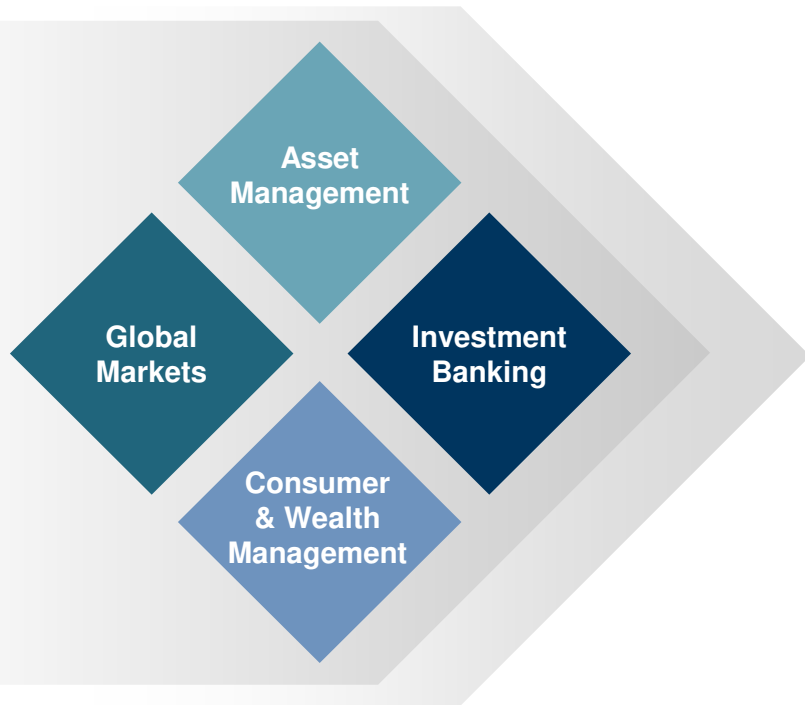 Asset
Management
Global
Markets
Investment
Banking
Consumer
& Wealth
Management